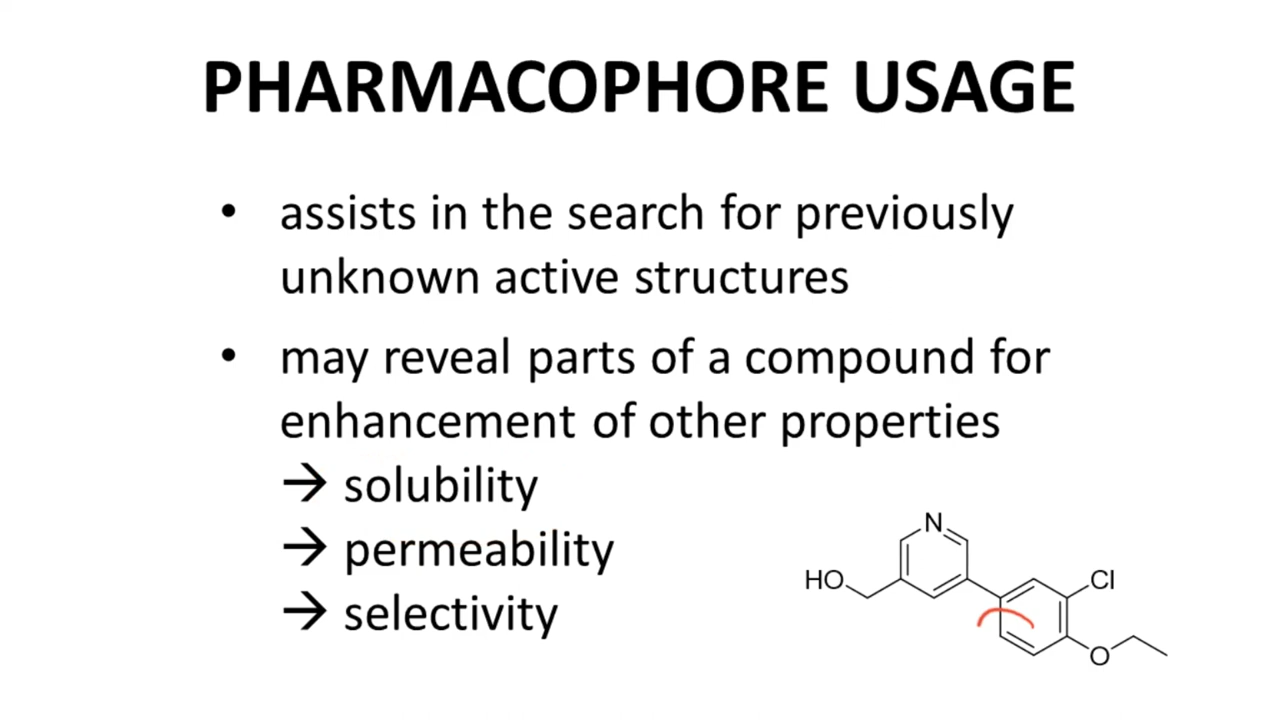 PHARMACOPHORE USAGE
• assists in the search for previously
unknown active structures
• may reveal parts of a compound for
enhancement of other properties
→ solubility
→ permeability
→ selectivity
N
HO
Cl
O